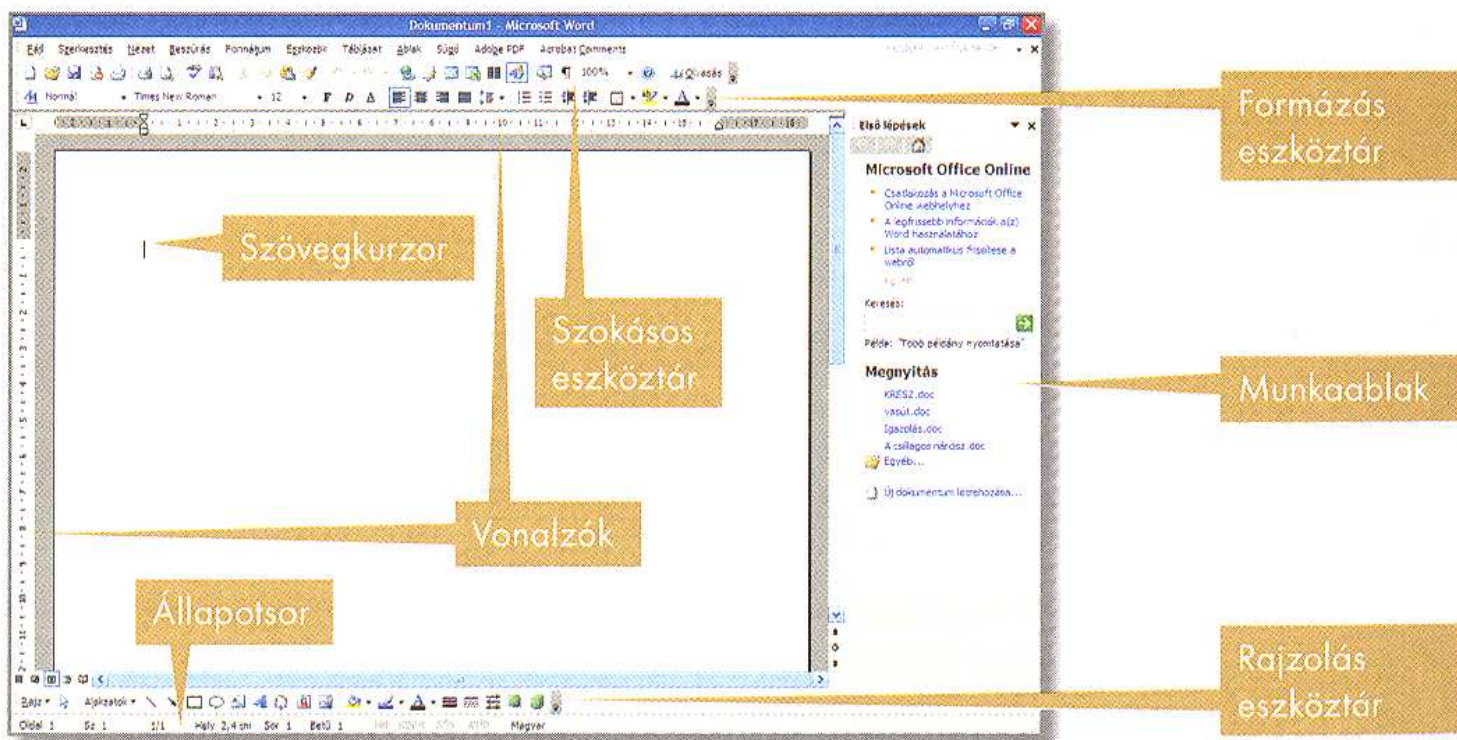 Dokumentum1 - Microsoft Word
Fájl Szerkesztés Nézet Beszúrás Formátum Eszközök Táblázat Ablak Súgó Adobe PDF Acrobat Comments
100% Olvasás
Normál Times New Roman 12 F D A
Formázás
eszköztár
Első lépések
Microsoft Office Online
Csatlakozás a Microsoft Office
Online webhelyhez
A legfrissebb információk a(z)
Word használatához
Lista automatikus frissítése a
webről
Szövegkurzor
Keresés:
Példa: "Több példány nyomtatása"
Szokásos
eszköztár
Megnyitás
KRESZ.doc
vasút.doc
Igazolás.doc
A csillagos nárcisz.doc
Egyéb...
Új dokumentum létrehozása...
Munkaablak
Vonalzók
Állapotsor
Rajzolás
eszköztár
Rajz Alakzatok
Oldal 1 Sz 1 1/1 Hely 2,4 cm Sor 1 Betű 1 Magyar